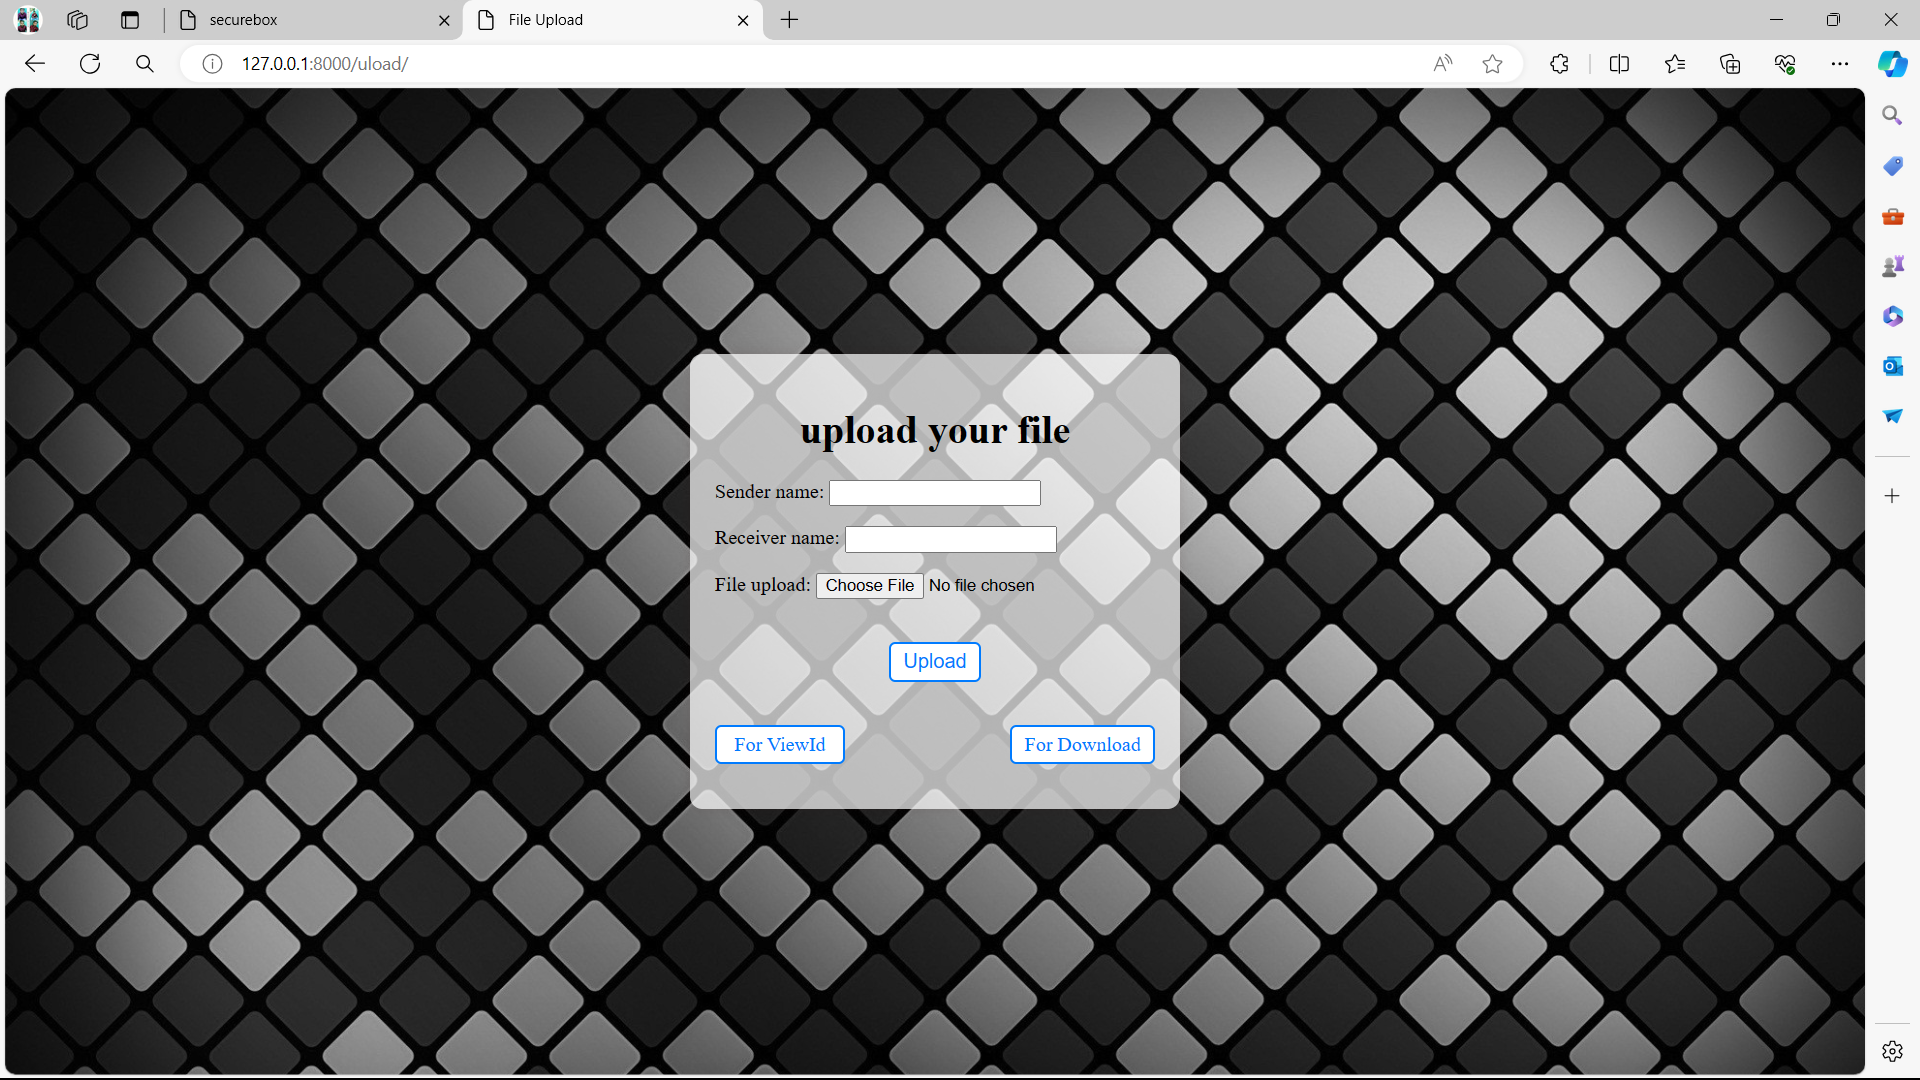 securebox
File Upload
127.0.0.1:8000/uload/
upload your file
Sender name:
Receiver name:
File upload: Choose File No file chosen
Upload
For ViewId For Download